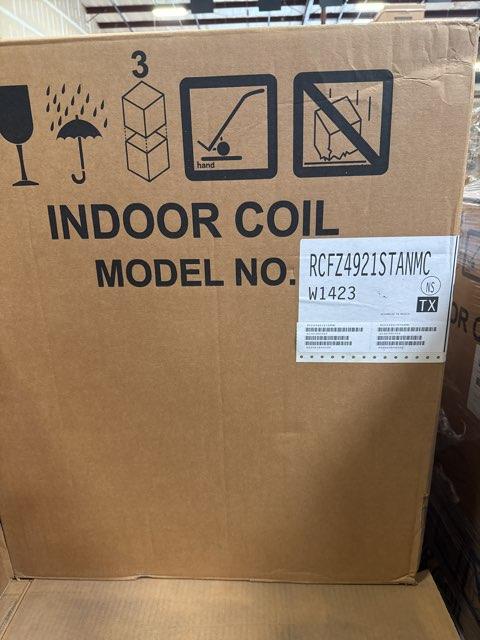 3
hand
INDOOR COIL
MODEL NO.
RCFZ4921STANMC
W1423
NS
TX